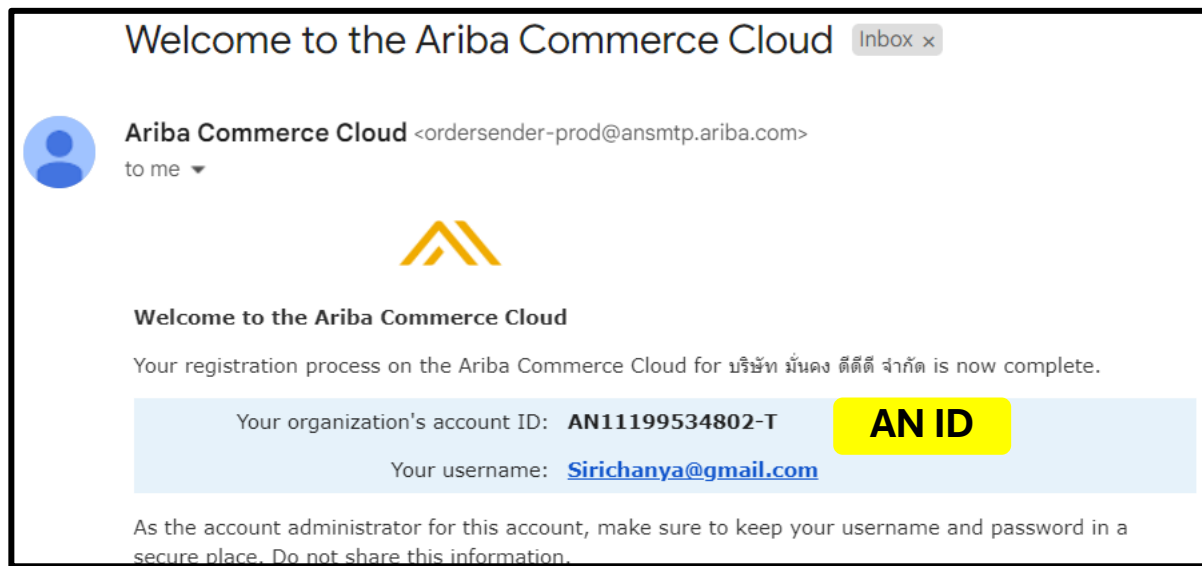 Welcome to the Ariba Commerce Cloud Inbox ×
Ariba Commerce Cloud <ordersender-prod@ansmtp.ariba.com>
to me
Welcome to the Ariba Commerce Cloud
Your registration process on the Ariba Commerce Cloud for บริษัท มั่นคง ดีดีดี จำกัด is now complete.
Your organization's account ID: AN11199534802-T AN ID
Your username: Sirichanya@gmail.com
As the account administrator for this account, make sure to keep your username and password in a
secure place. Do not share this information.